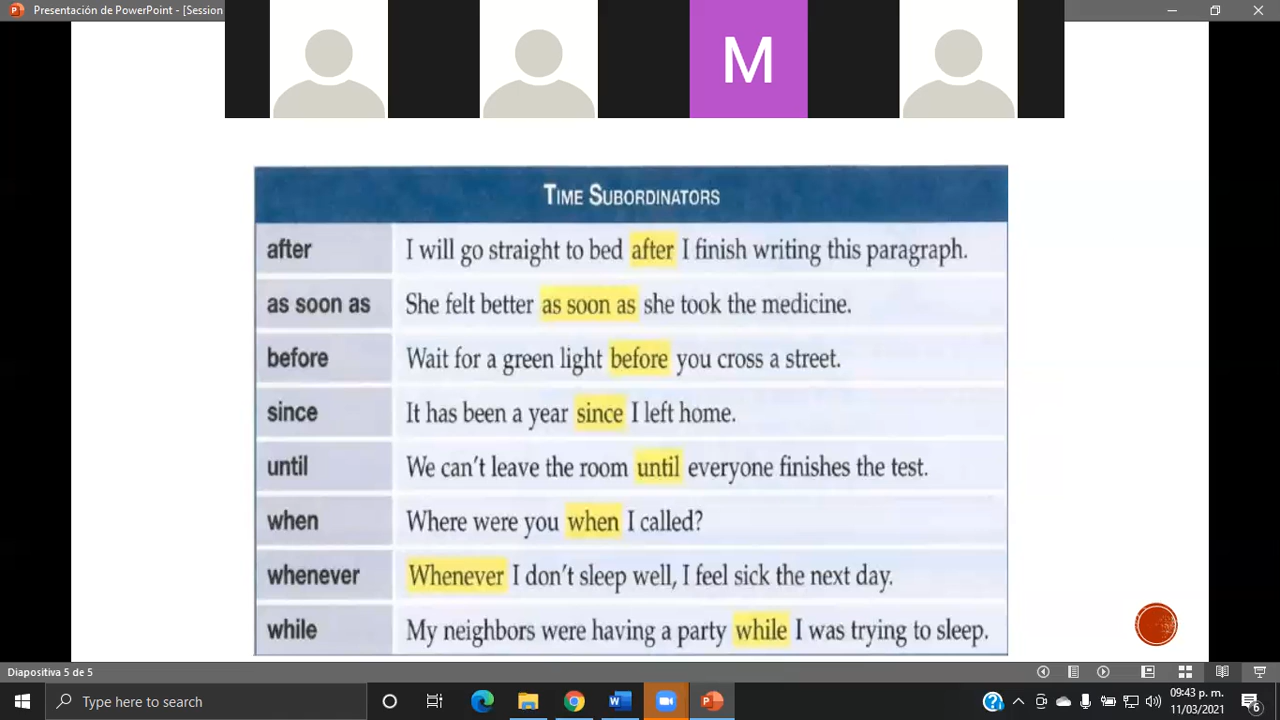 Presentación de PowerPoint - [Session
M
TIME SUBORDINATORS
after I will go straight to bed after I finish writing this paragraph.
as soon as She felt better as soon as she took the medicine.
before Wait for a green light before you cross a street.
since It has been a year since I left home.
until We can't leave the room until everyone finishes the test.
when Where were you when I called?
whenever Whenever I don't sleep well, I feel sick the next day.
while My neighbors were having a party while I was trying to sleep.
Diapositiva 5 de 5
Type here to search
09:43 p. m.
11/03/2021
6